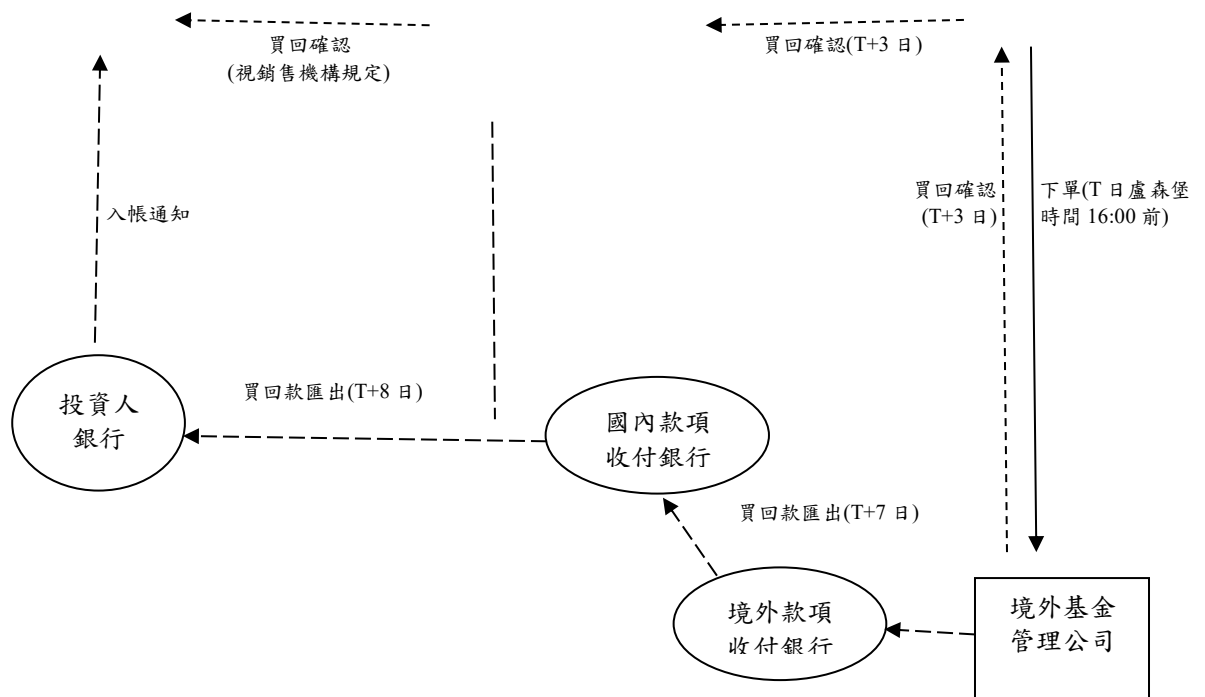 買回確認
(視銷售機構規定)
買回確認(T+3 日)
入帳通知
買回確認
(T+3 日)
下單(T 日盧森堡
時間 16:00 前)
投資人
銀行
買回款匯出(T+8 日)
國內款項
收付銀行
買回款匯出(T+7 日)
境外款項
收付銀行
境外基金
管理公司